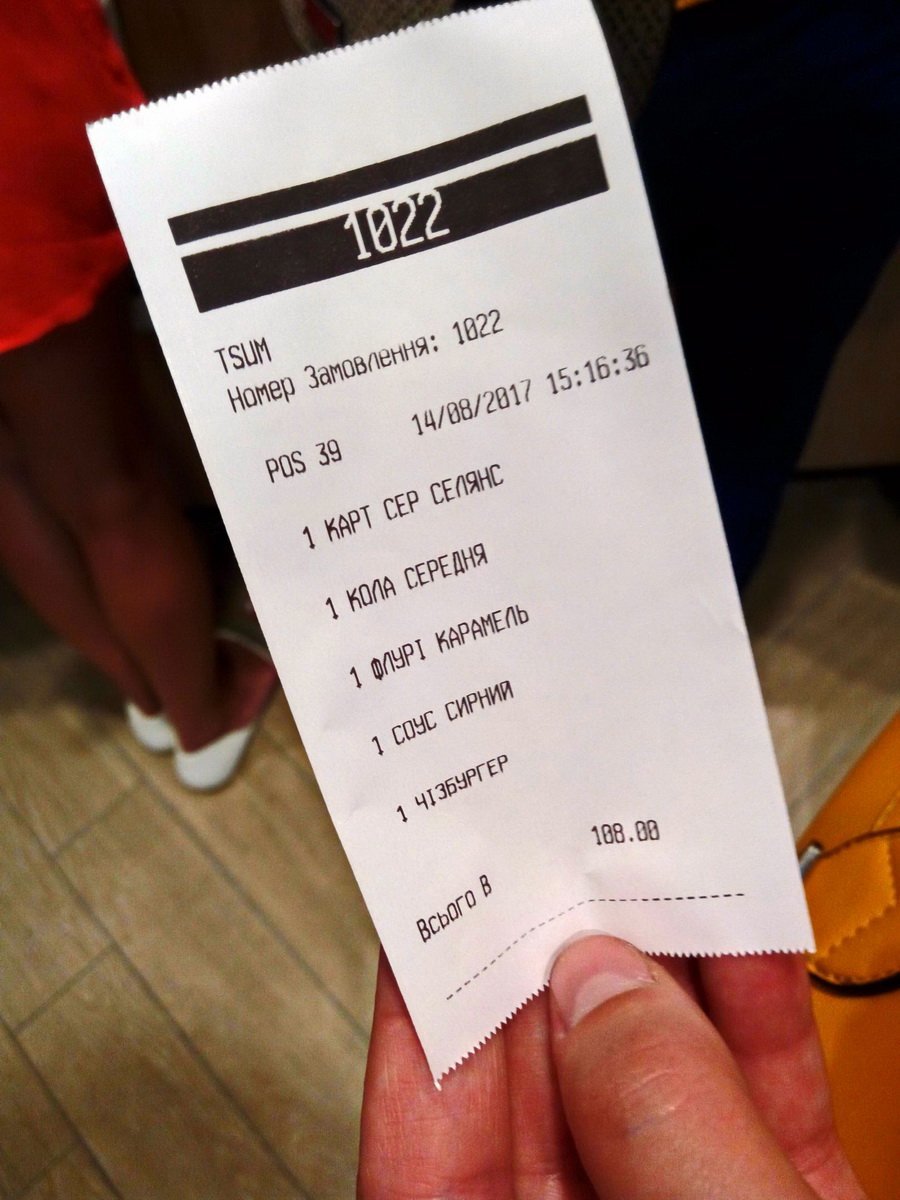 1022
TSUM
Номер Замовлення: 1022
POS 39 14/08/2017 15:16:36
1 КАРТ СЕР СЕЛЯНС
1 КОЛА СЕРЕДНЯ
1 ФЛУРІ КАРАМЕЛЬ
1 СОУС СИРНИЙ
1 ЧІЗБУРГЕР
108.00
Всього В